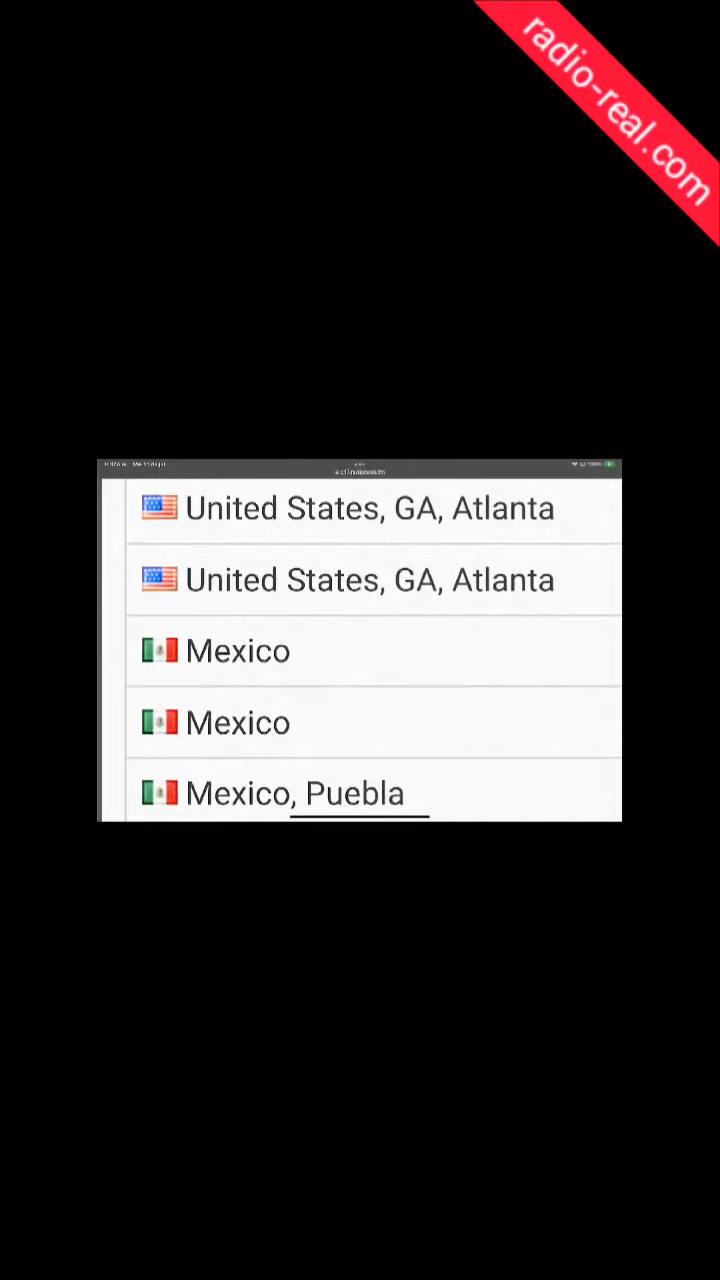 radio-real.com
United States, GA, Atlanta
United States, GA, Atlanta
Mexico
Mexico
Mexico, Puebla